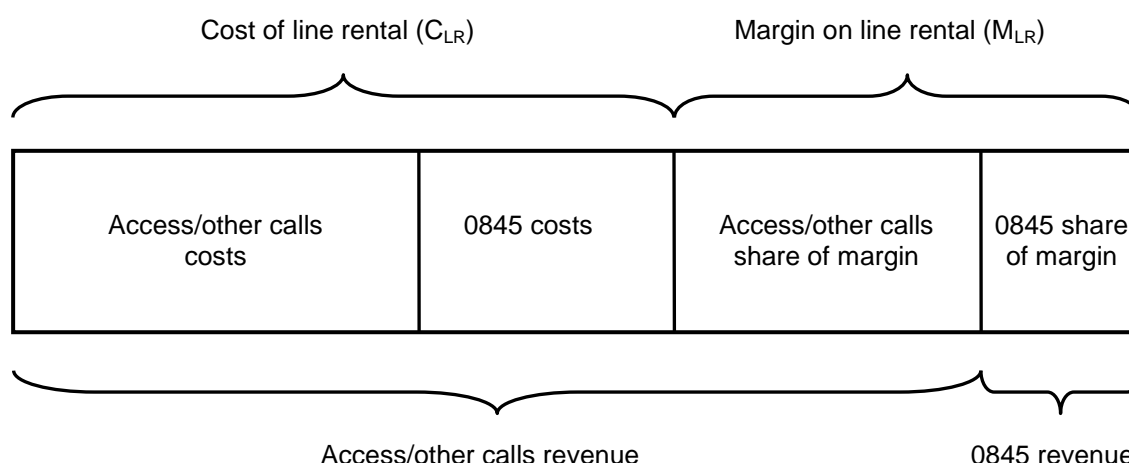 Cost of line rental (C_LR)
Margin on line rental (M_LR)
Access/other calls
costs
0845 costs
Access/other calls
share of margin
0845 share
of margin
Access/other calls revenue
0845 revenue